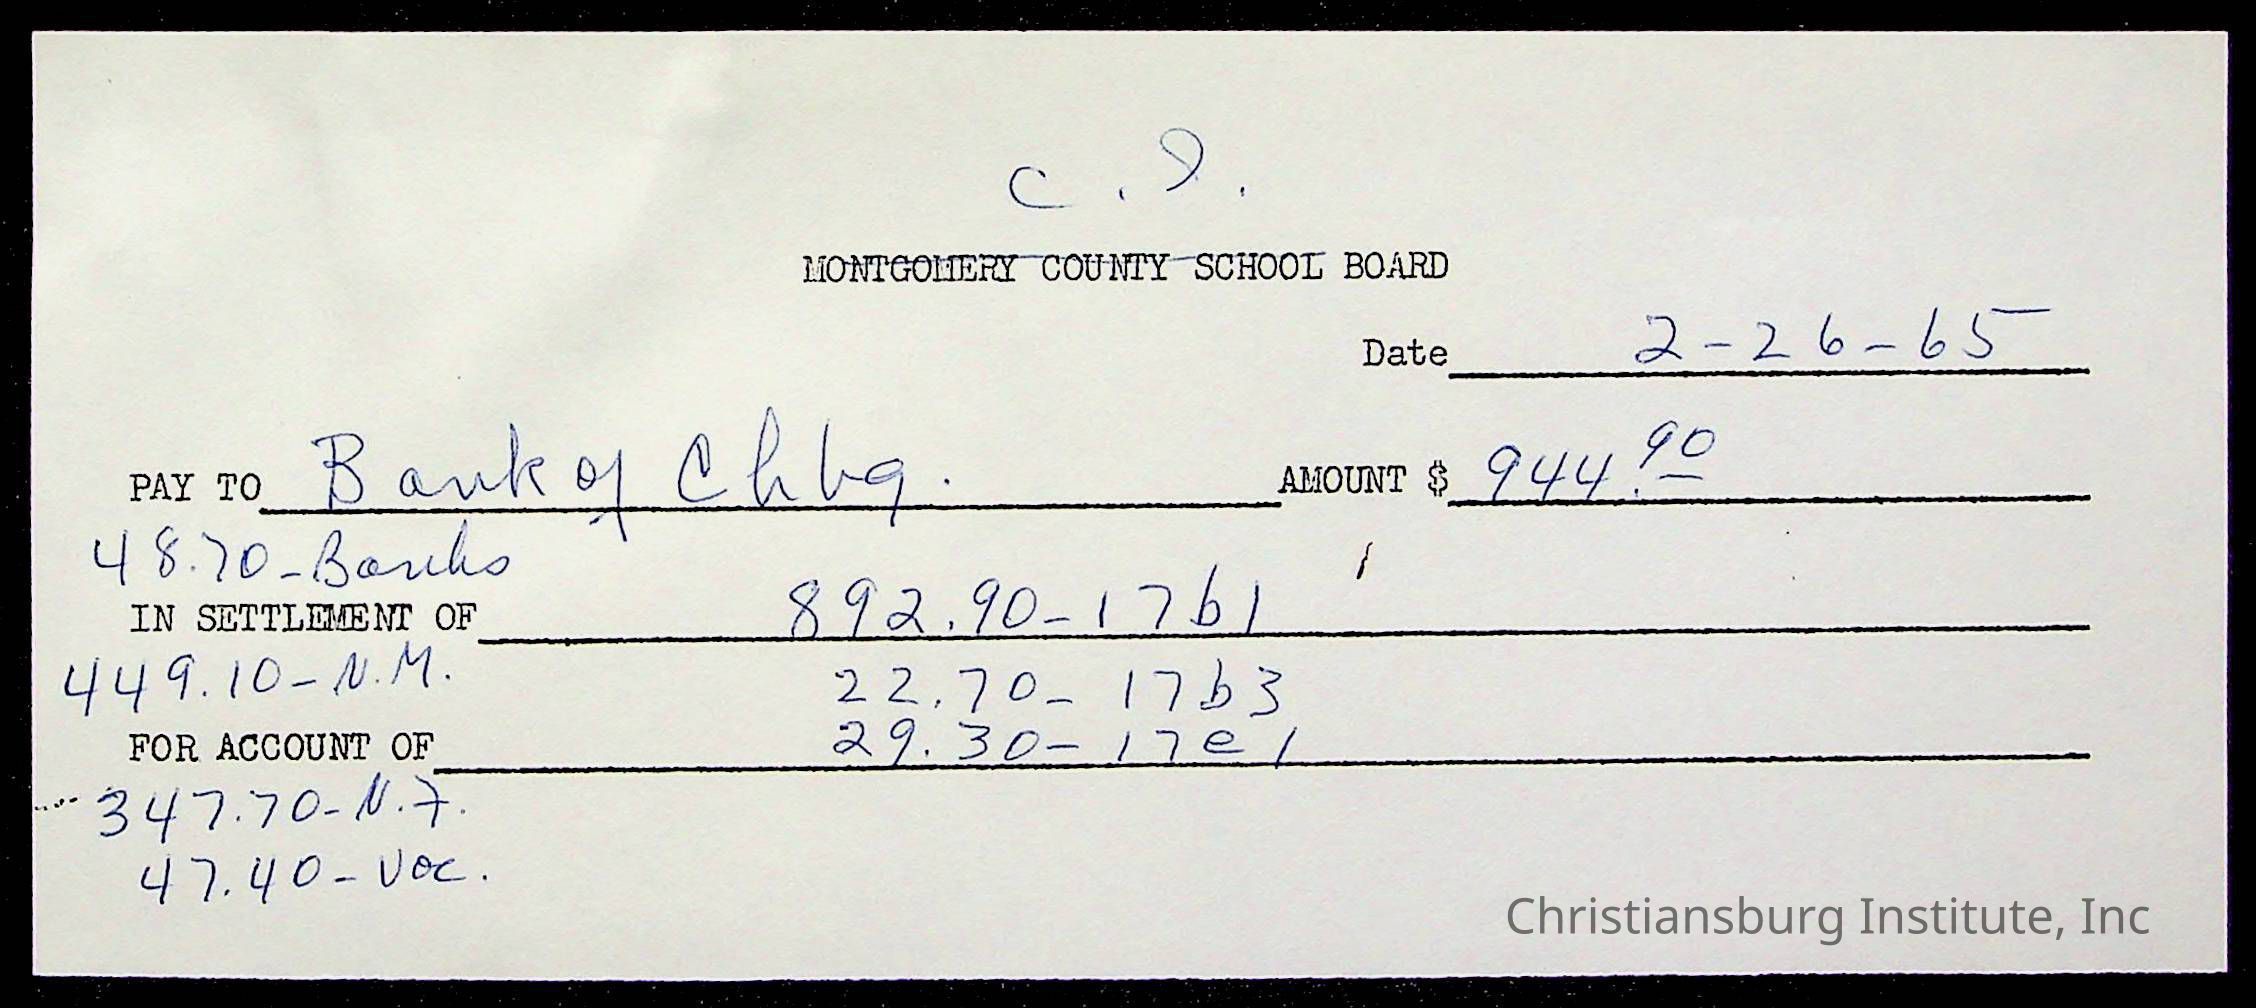 C. I.
MONTGOMERY COUNTY SCHOOL BOARD
Date 2-26-65
PAY TO Bank of Chbg. AMOUNT $ 944.90
48.70-Banks
IN SETTLEMENT OF 892.90-17b1
449.10-N.M. 22.70-17b3
FOR ACCOUNT OF 29.30-17e1
347.70-N.F.
47.40-Voc.
Christiansburg Institute, Inc